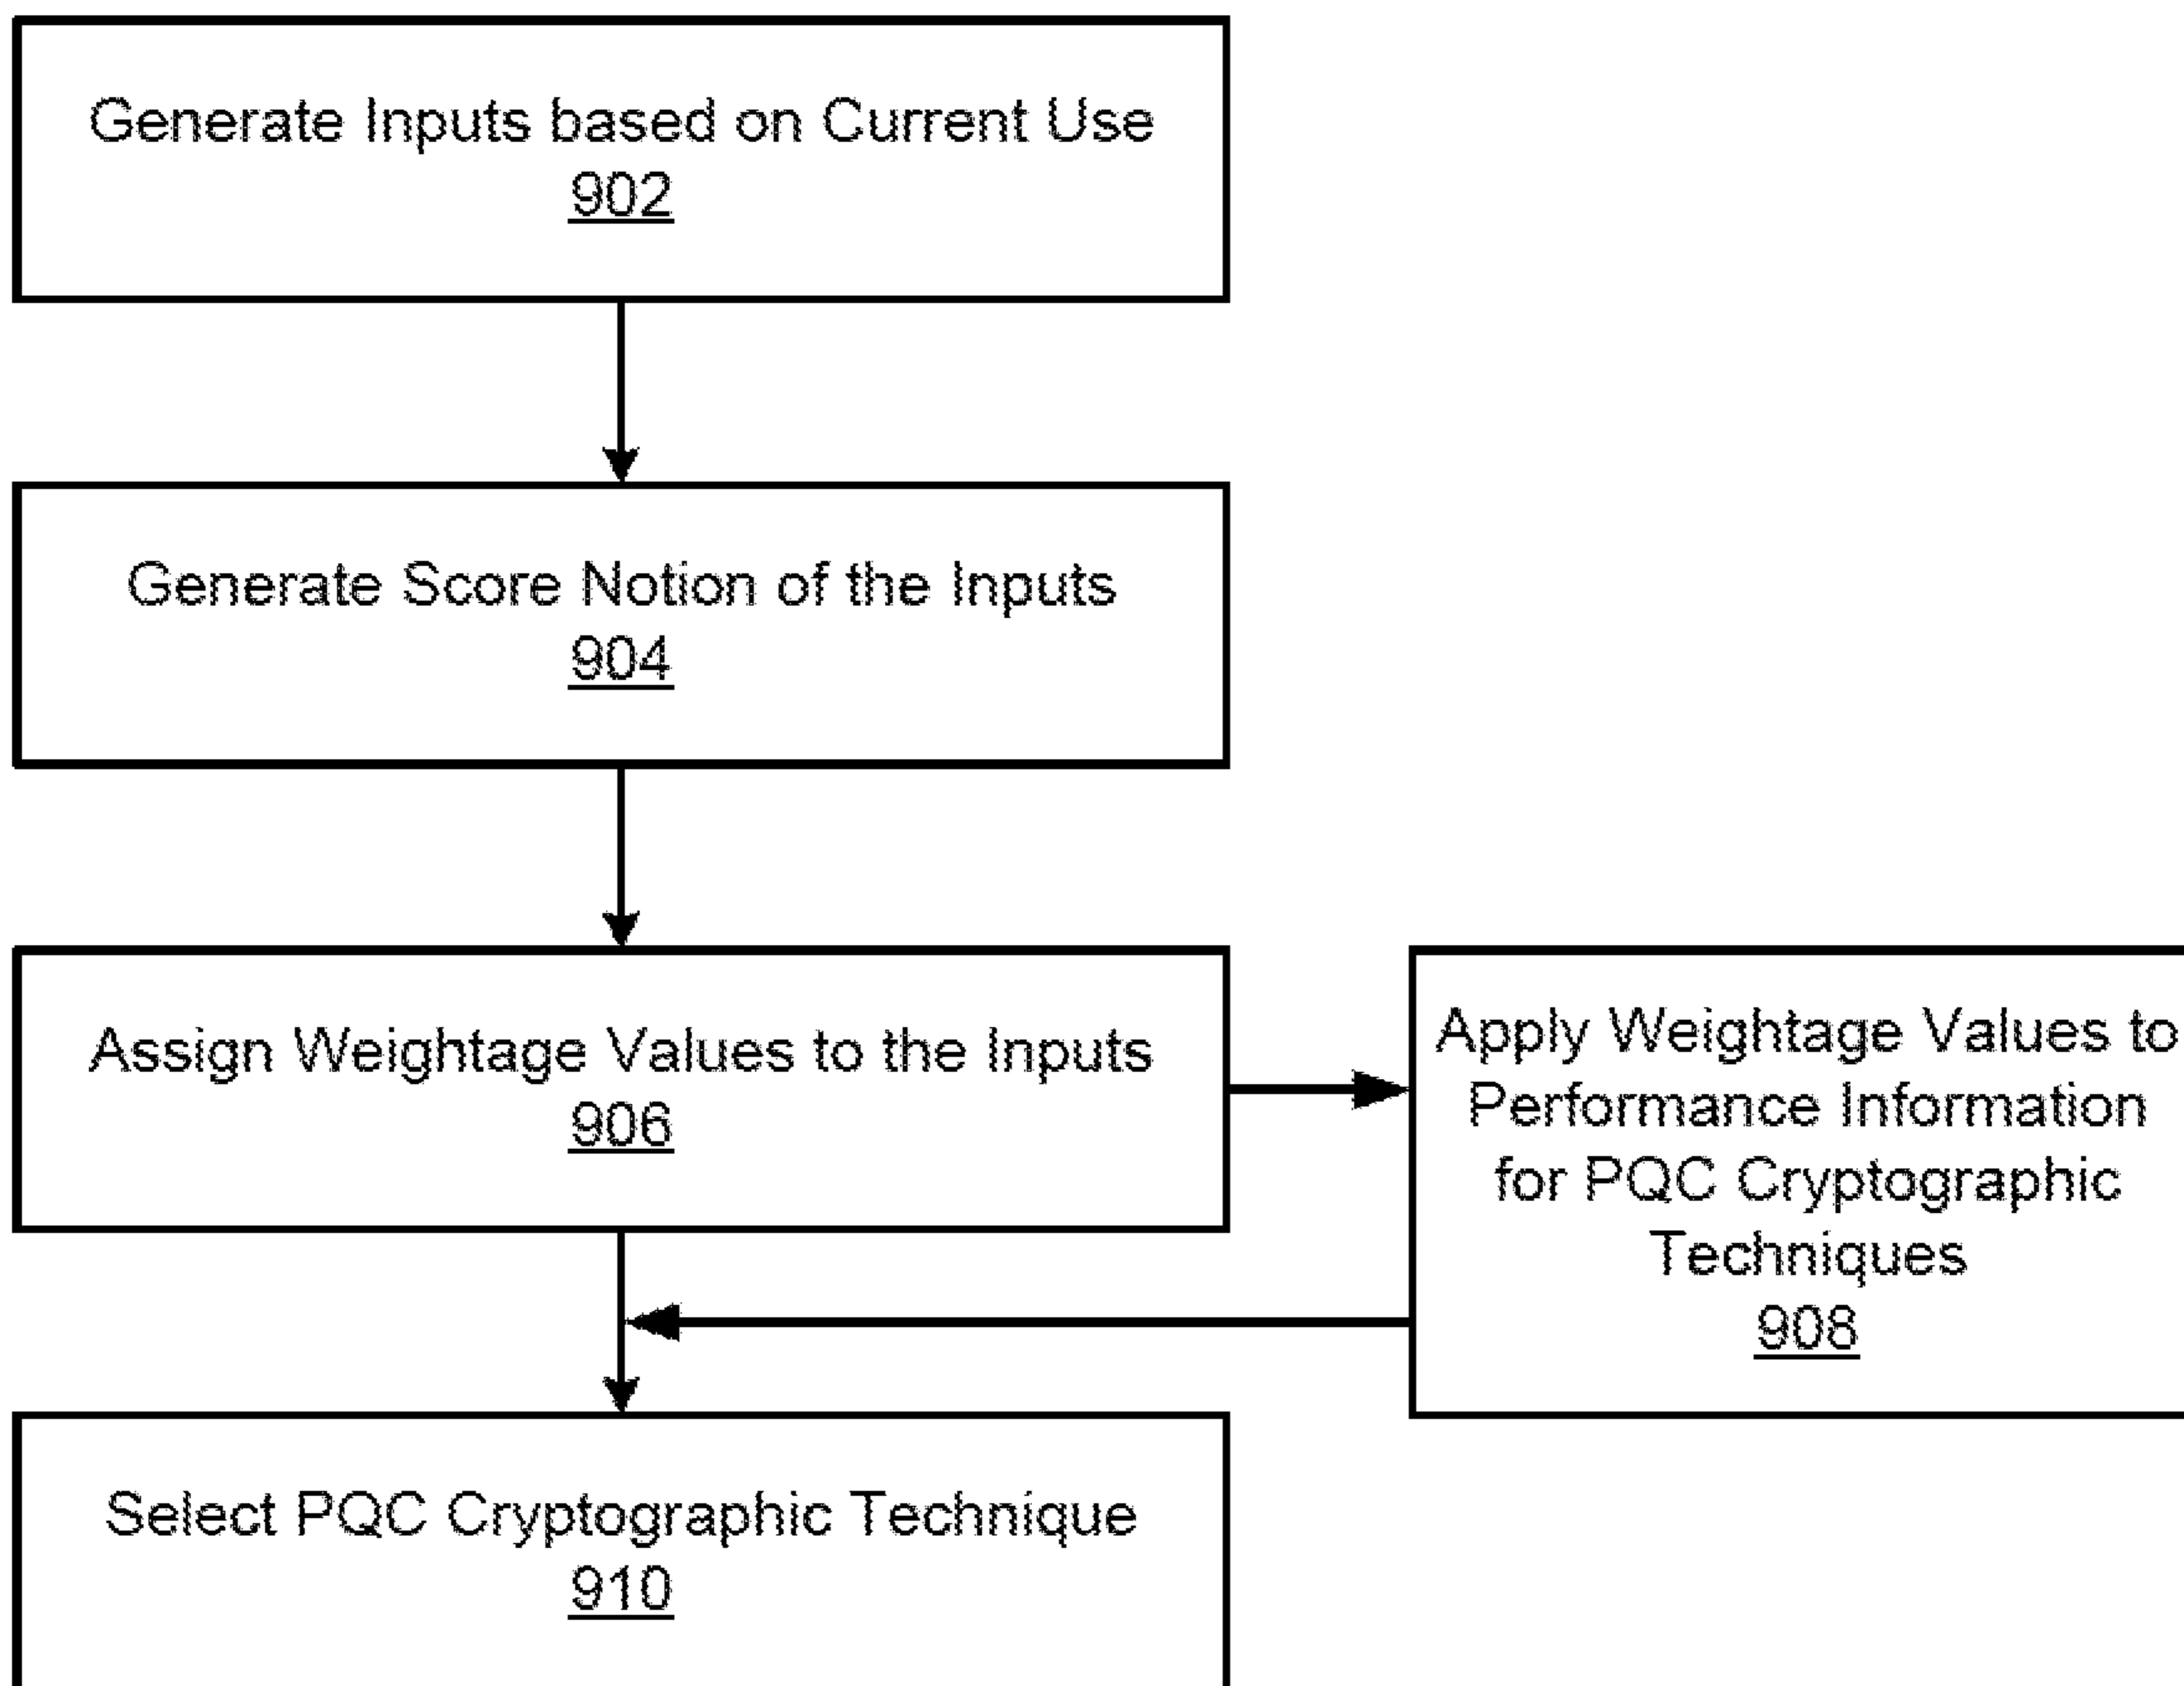 Generate Inputs based on Current Use
902
Generate Score Notion of the Inputs
904
Assign Weightage Values to the Inputs
906
Apply Weightage Values to
Performance Information
for PQC Cryptographic
Techniques
908
Select PQC Cryptographic Technique
910